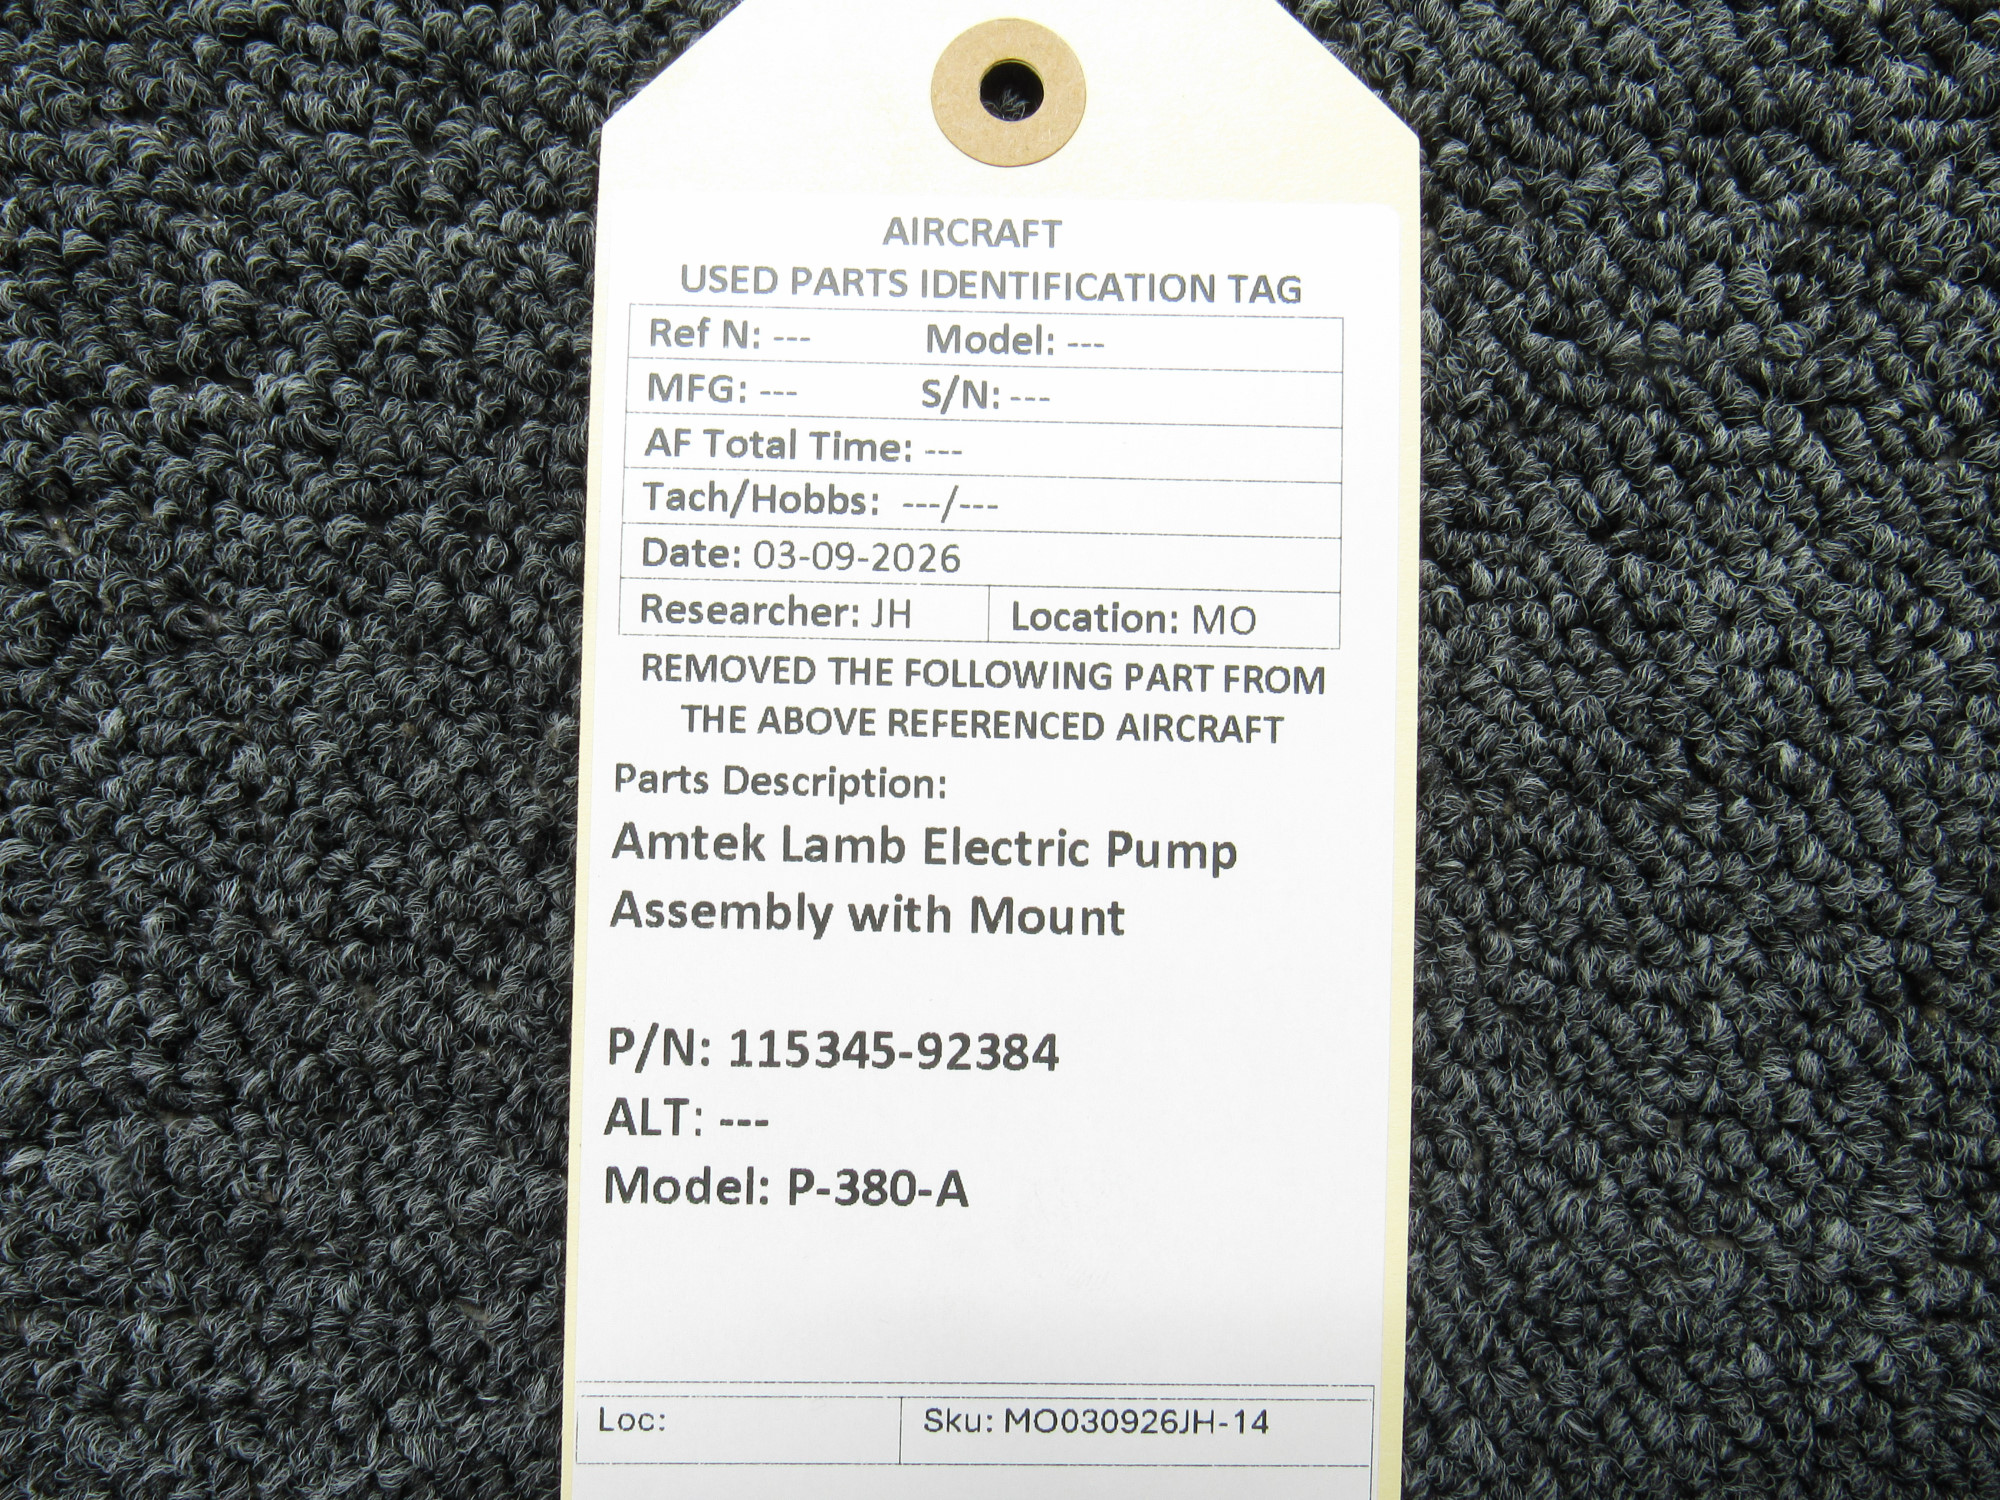 AIRCRAFT
USED PARTS IDENTIFICATION TAG
Ref N: --- Model: ---
MFG: --- S/N: ---
AF Total Time: ---
Tach/Hobbs: ---/---
Date: 03-09-2026
Researcher: JH Location: MO
REMOVED THE FOLLOWING PART FROM
THE ABOVE REFERENCED AIRCRAFT
Parts Description:
Amtek Lamb Electric Pump
Assembly with Mount
P/N: 115345-92384
ALT: ---
Model: P-380-A
Loc: Sku: MO030926JH-14